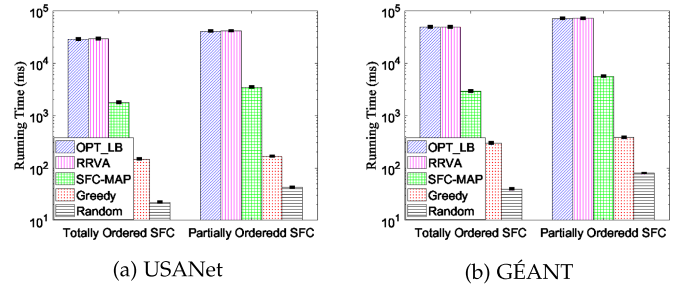 Running Time (ms)
10^5
10^4
10^3
10^2
10^1
OPT_LB
RRVA
SFC-MAP
Greedy
Random
Totally Ordered SFC
Partially Orderedd SFC
(a) USANet
Running Time (ms)
10^5
10^4
10^3
10^2
10^1
OPT_LB
RRVA
SFC-MAP
Greedy
Random
Totally Ordered SFC
Partially Orderedd SFC
(b) GÉANT